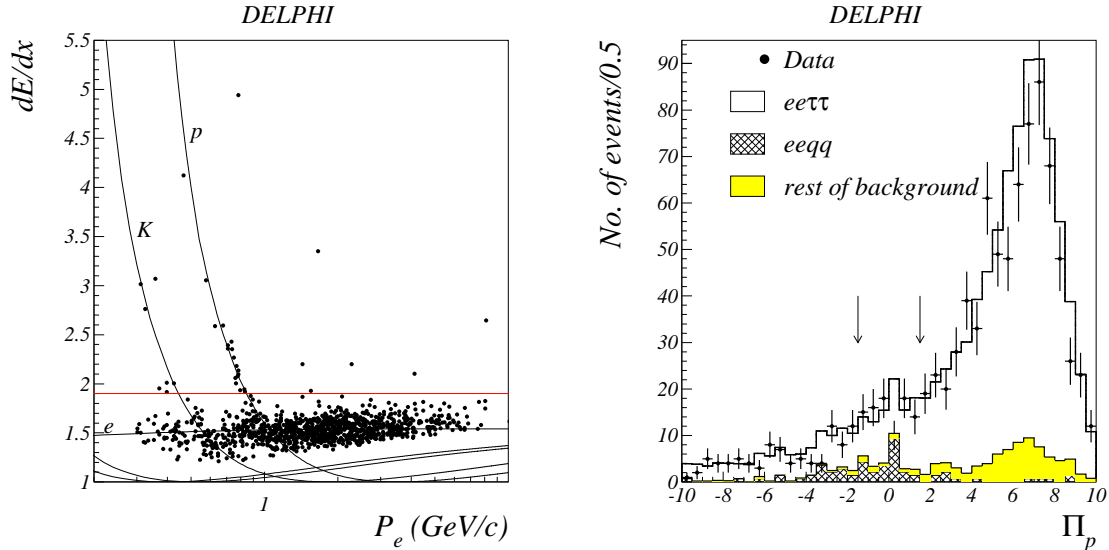 DELPHI
dE/dx
5.5
5
4.5
4
3.5
3
2.5
2
1.5
1
p
K
e
1
P_e (GeV/c)
DELPHI
No. of events/0.5
90
80
70
60
50
40
30
20
10
0
Data
eeττ
eeqq
rest of background
-10 -8 -6 -4 -2 0 2 4 6 8 10
Π_p